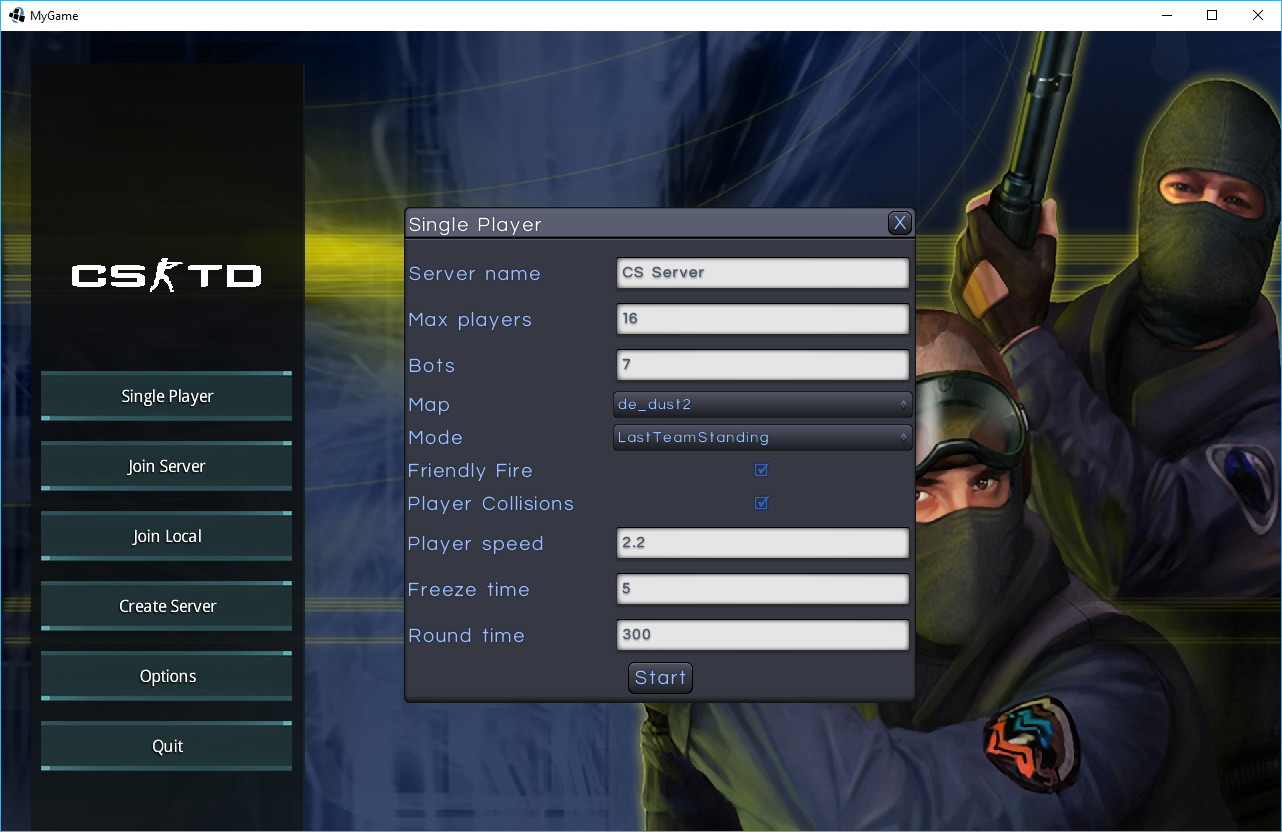 MyGame
CS TD
Single Player
Join Server
Join Local
Create Server
Options
Quit
Single Player X
Server name CS Server
Max players 16
Bots 7
Map de_dust2
Mode LastTeamStanding
Friendly Fire
Player Collisions
Player speed 2.2
Freeze time 5
Round time 300
Start